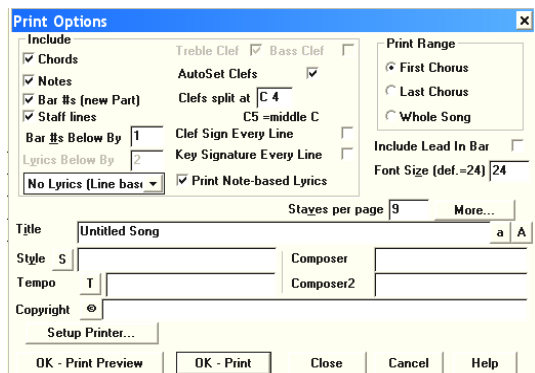 Print Options
Include
Chords
Notes
Bar #s (new Part)
Staff lines
Bar #s Below By 1
Lyrics Below By 2
Treble Clef Bass Clef
AutoSet Clefs
Clefs split at C 4
C5 =middle C
Clef Sign Every Line
Key Signature Every Line
Print Note-based Lyrics
Print Range
First Chorus
Last Chorus
Whole Song
Include Lead In Bar
Font Size (def.=24) 24
Staves per page 9 More...
Title Untitled Song a A
Style S Composer
Tempo T Composer2
Copyright ©
Setup Printer...
OK - Print Preview OK - Print Close Cancel Help